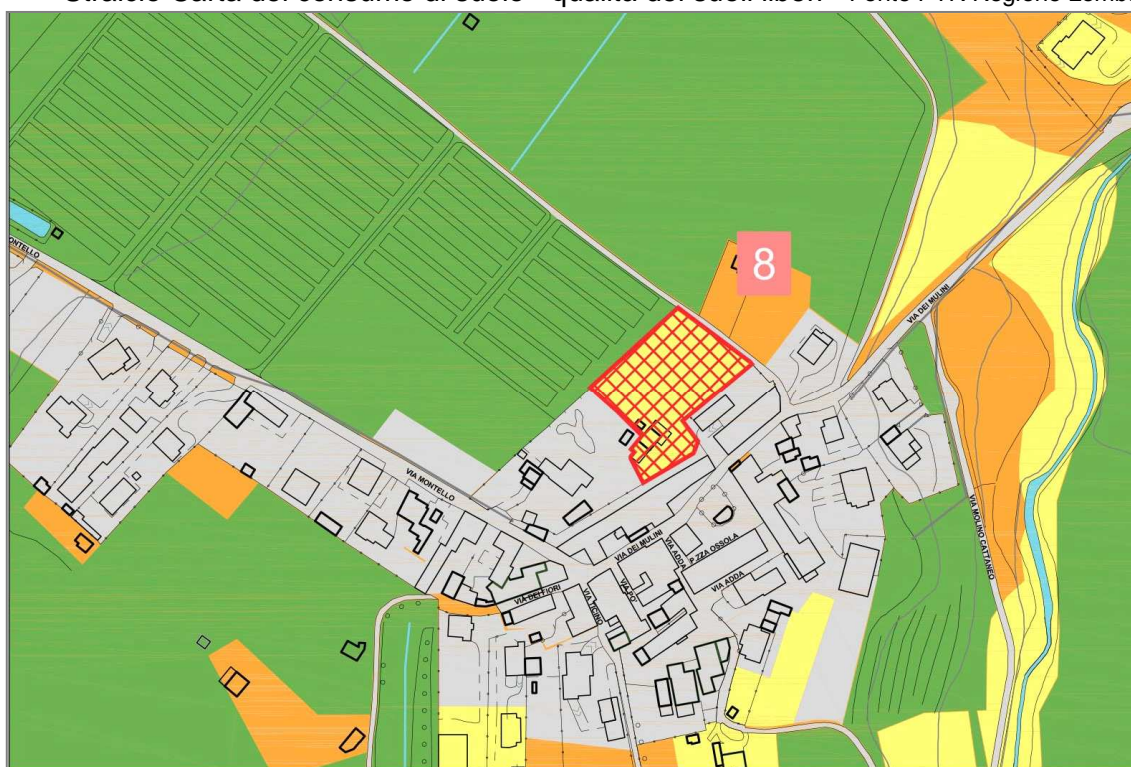 Stralcio Carta del consumo di suolo - qualità dei suoli liberi - Fonte PTR Regione
8
VIA DEI MULINI
VIA MONTELLO
VIA MOLINO CATTANEO
VIA DEI MULINI
VIA ADDA
P.ZZA OSSOLA
VIA ADDA
VIA PO
VIA DEI FIORI
VIA TICINO